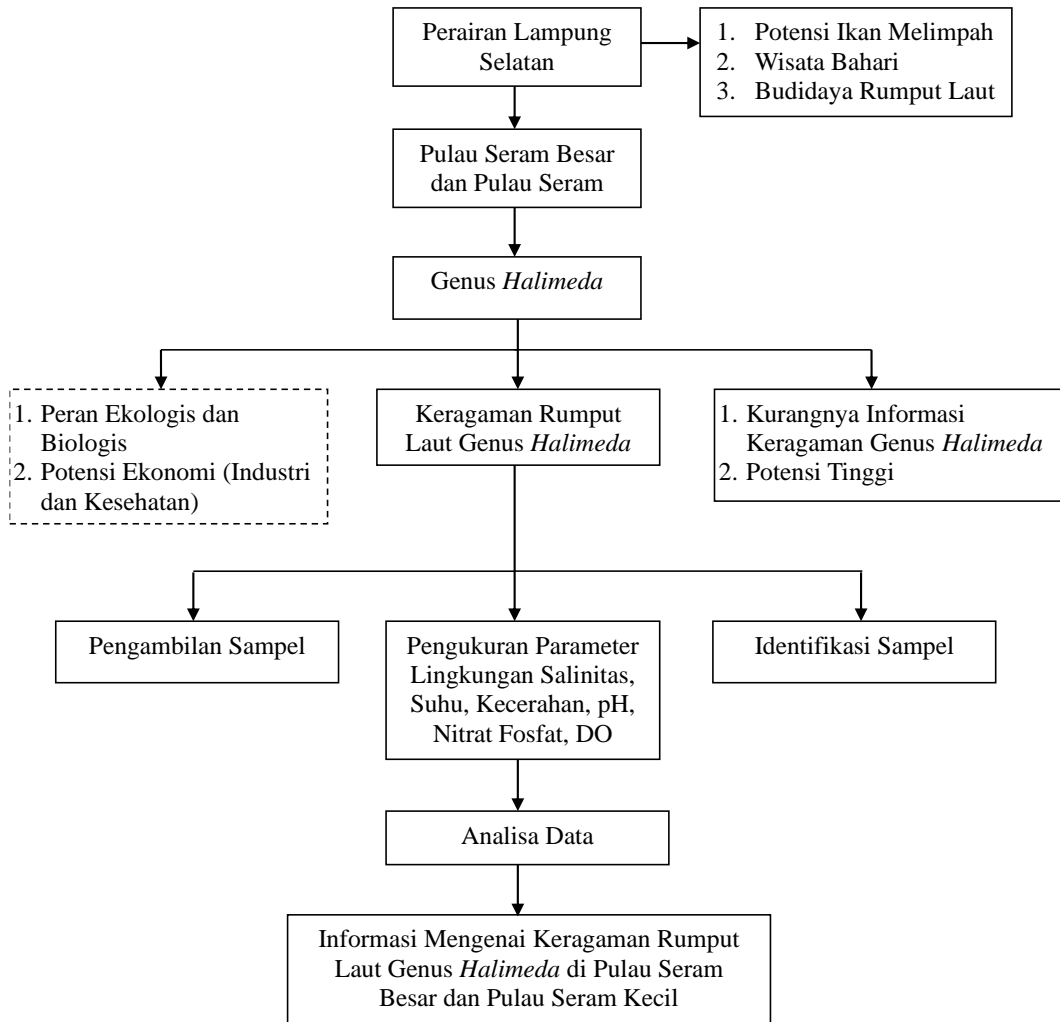 Perairan Lampung
Selatan
1. Potensi Ikan Melimpah
2. Wisata Bahari
3. Budidaya Rumput Laut
Pulau Seram Besar
dan Pulau Seram
Genus Halimeda
1. Peran Ekologis dan
Biologis
2. Potensi Ekonomi (Industri
dan Kesehatan)
Keragaman Rumput
Laut Genus Halimeda
1. Kurangnya Informasi
Keragaman Genus Halimeda
2. Potensi Tinggi
Pengambilan Sampel
Pengukuran Parameter
Lingkungan Salinitas,
Suhu, Kecerahan, pH,
Nitrat Fosfat, DO
Identifikasi Sampel
Analisa Data
Informasi Mengenai Keragaman Rumput
Laut Genus Halimeda di Pulau Seram
Besar dan Pulau Seram Kecil